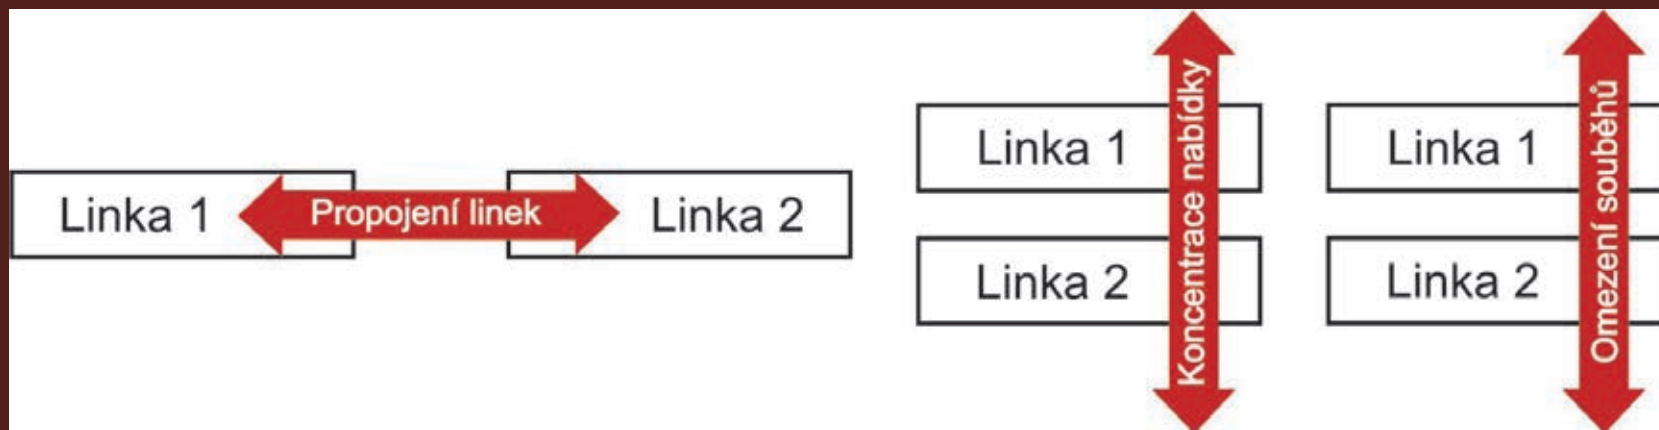 Linka 1
Propojení linek
Linka 2
Linka 1
Linka 2
Koncentrace nabídky
Linka 1
Linka 2
Omezení souběhů